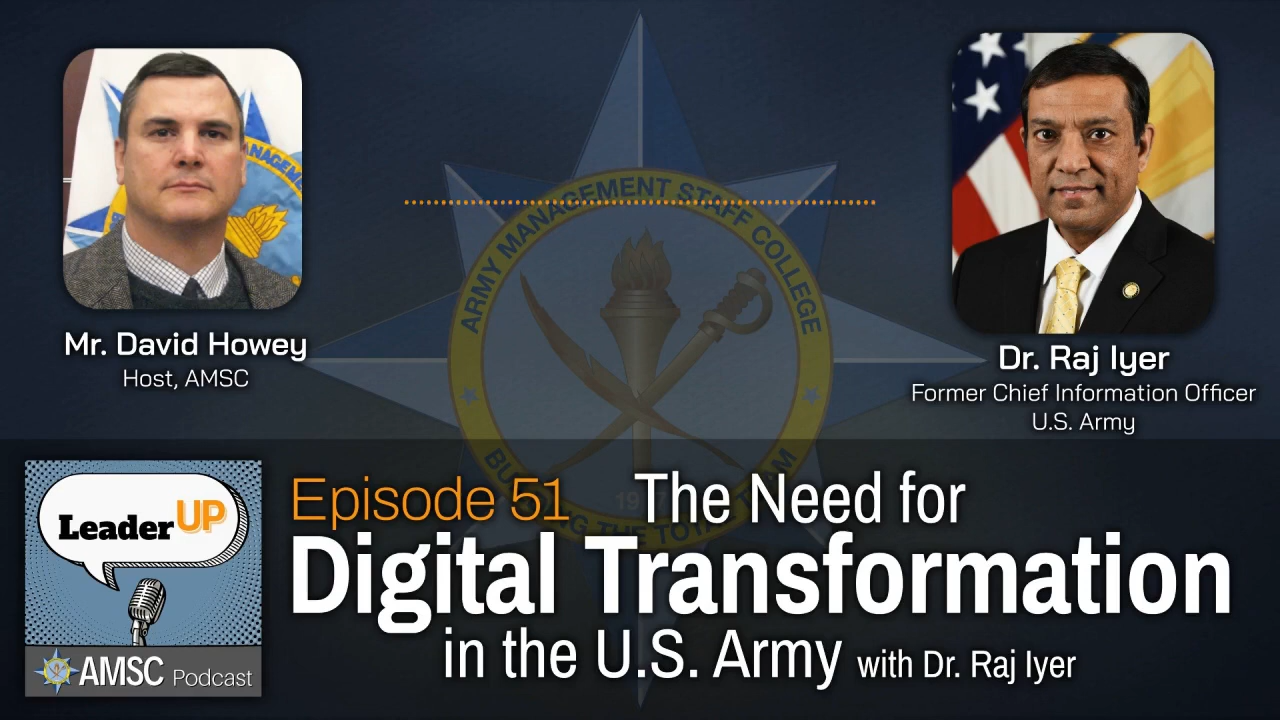 NAGEME
ARMY MANAGEMENT STAFF COLLEGE
Mr. David Howey
Host, AMSC
Dr. Raj Iyer
Former Chief Information Officer
U.S. Army
Leader UP
AMSC Podcast
Episode 51
The Need for
Digital Transformation
in the U.S. Army with Dr. Raj Iyer